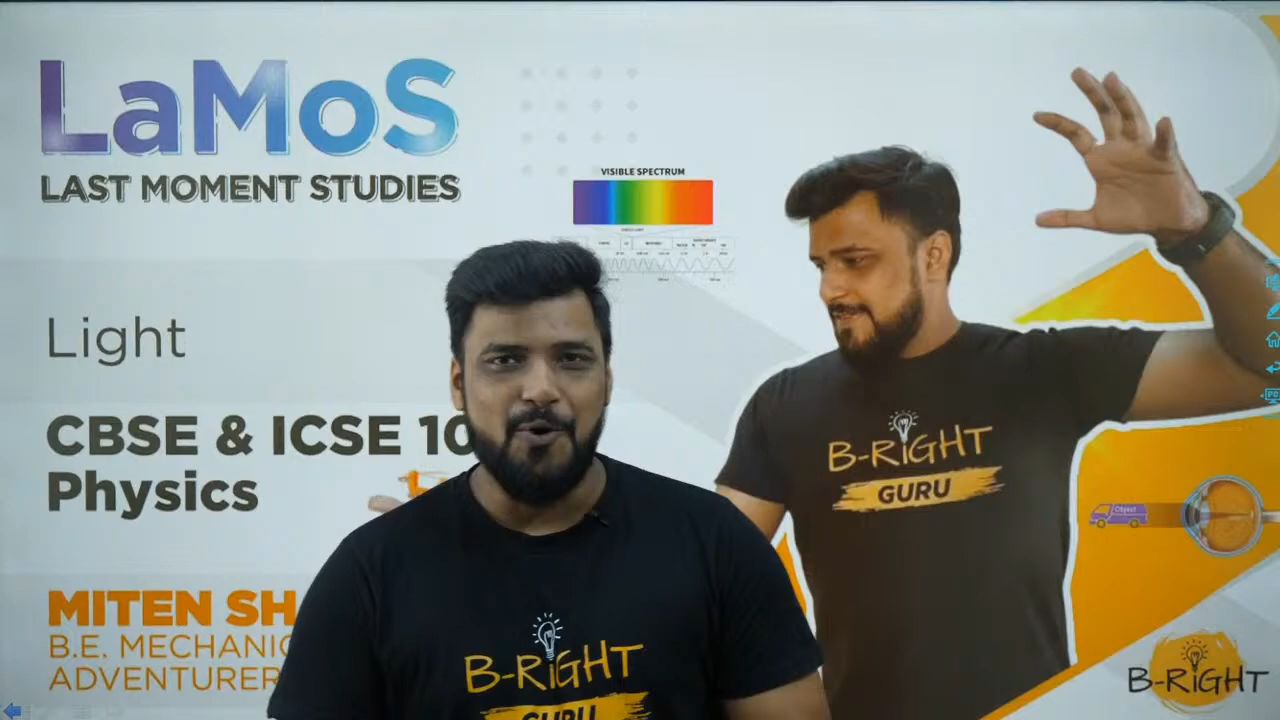 LaMoS
LAST MOMENT STUDIES
VISIBLE SPECTRUM
Light
CBSE & ICSE 10
Physics
MITEN SH
B.E. MECHANIC
ADVENTURER
B-RiGHT
GURU
Object
B-RiGHT
GURU
B-RiGHT